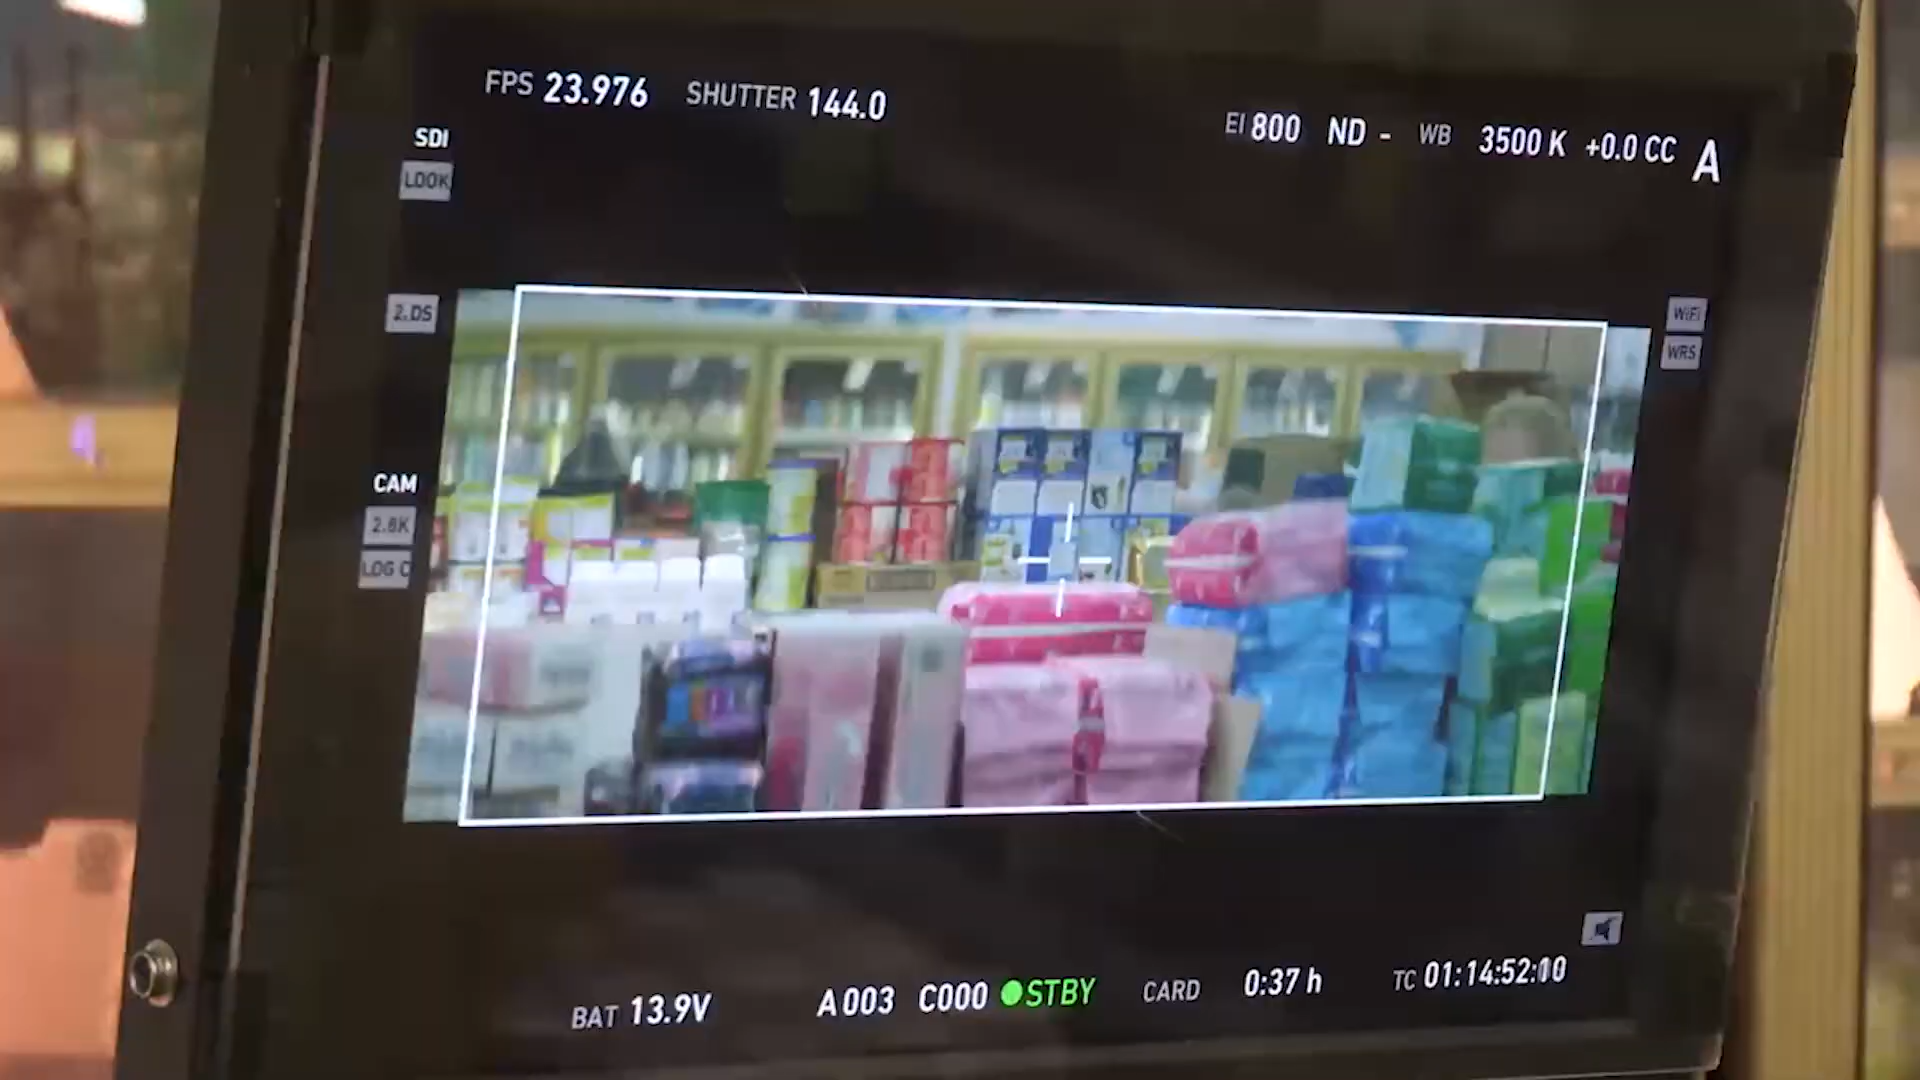 FPS 23.976 SHUTTER 144.0
EI 800 ND - WB 3500 K +0.0 CC A
SDI
LOOK
2.DS
WiFi
WRS
CAM
2.8K
LOG C
BAT 13.9V A003 C000 STBY CARD 0:37 h TC 01:14:52:10